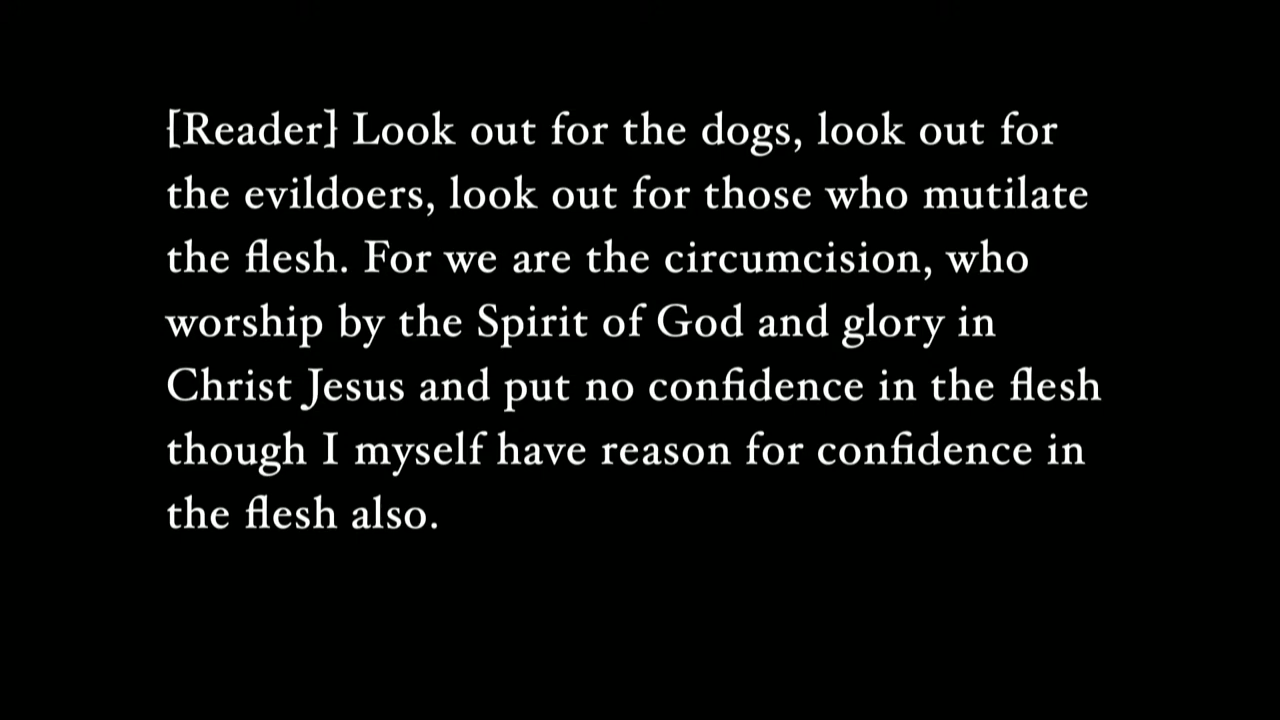 [Reader] Look out for the dogs, look out for
the evildoers, look out for those who mutilate
the flesh. For we are the circumcision, who
worship by the Spirit of God and glory in
Christ Jesus and put no confidence in the flesh
though I myself have reason for confidence in
the flesh also.